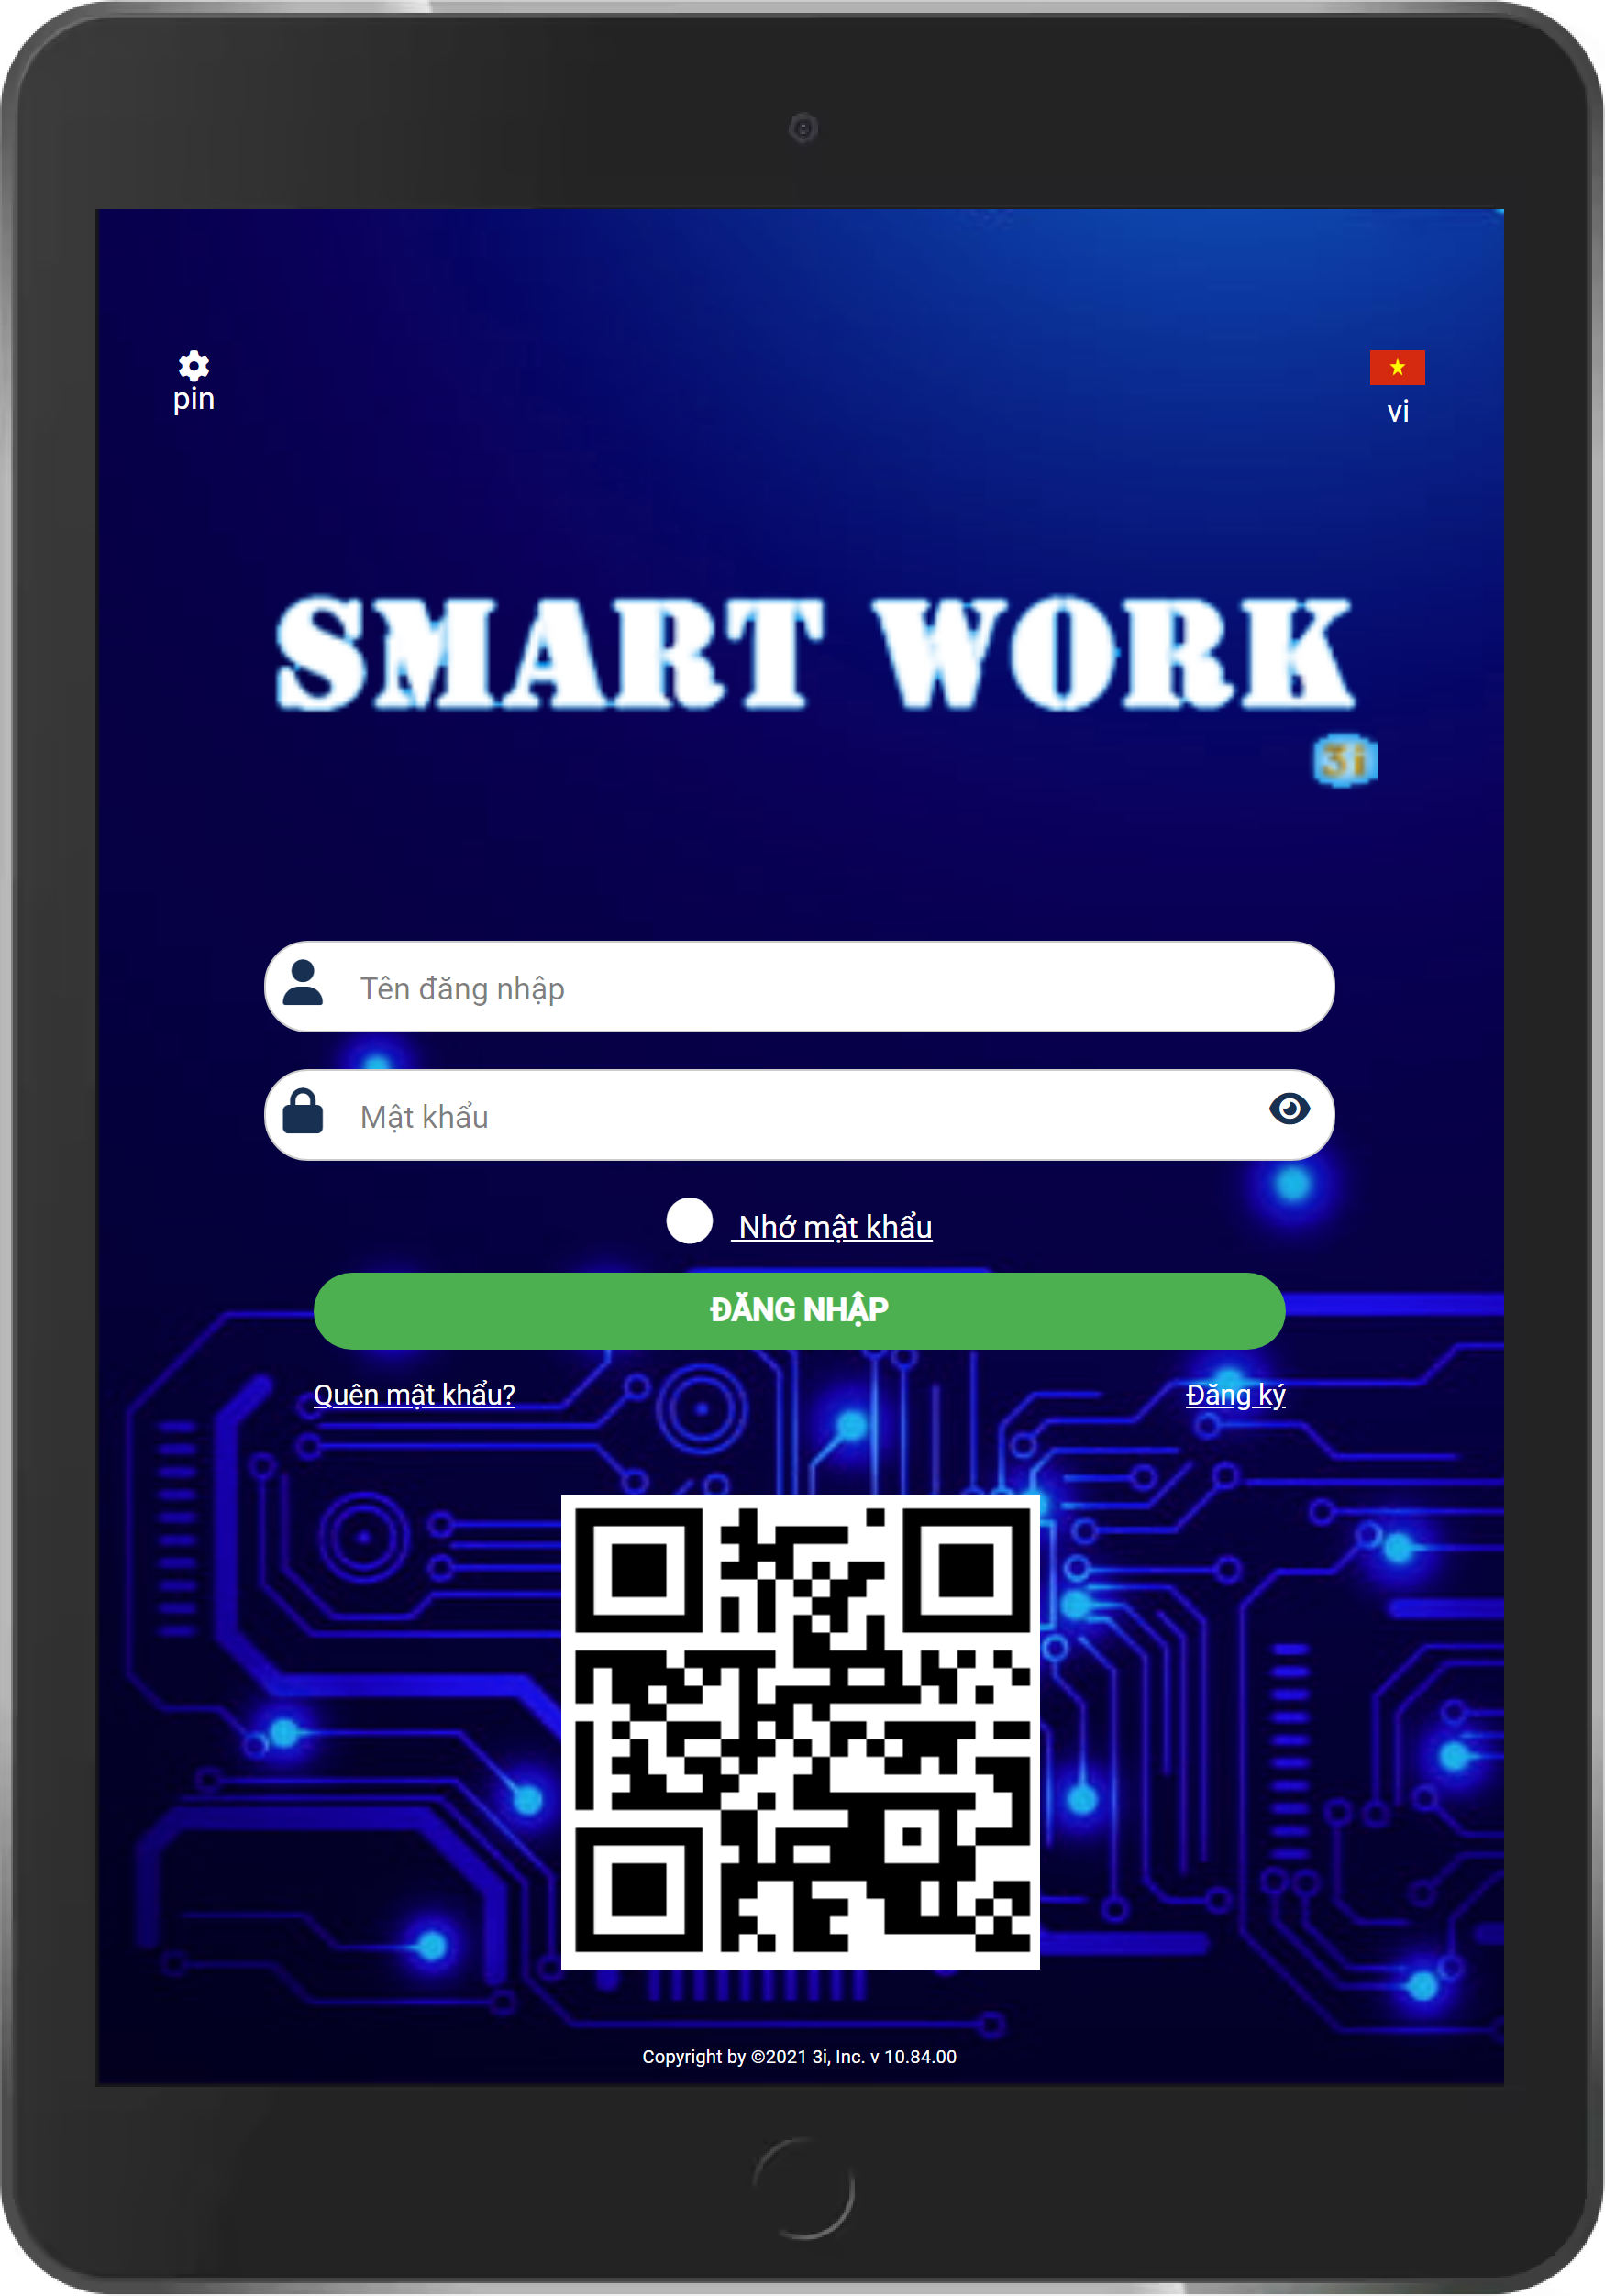 pin
vi
SMART WORK
3i
Tên đăng nhập
Mật khẩu
Nhớ mật khẩu
ĐĂNG NHẬP
Quên mật khẩu?
Đăng ký
Copyright by ©2021 3i, Inc. v 10.84.00